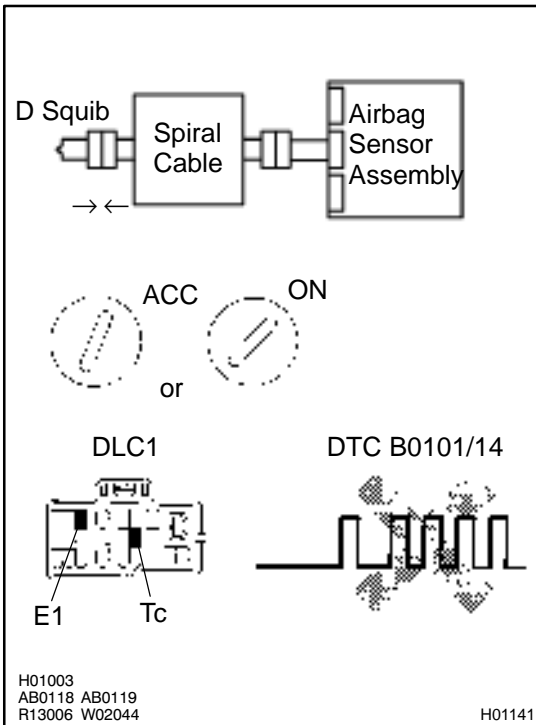 D Squib
Spiral
Cable
Airbag
Sensor
Assembly
ACC
ON
or
DLC1
DTC B0101/14
E1
Tc
H01003
AB0118 AB0119
R13006 W02044
H01141